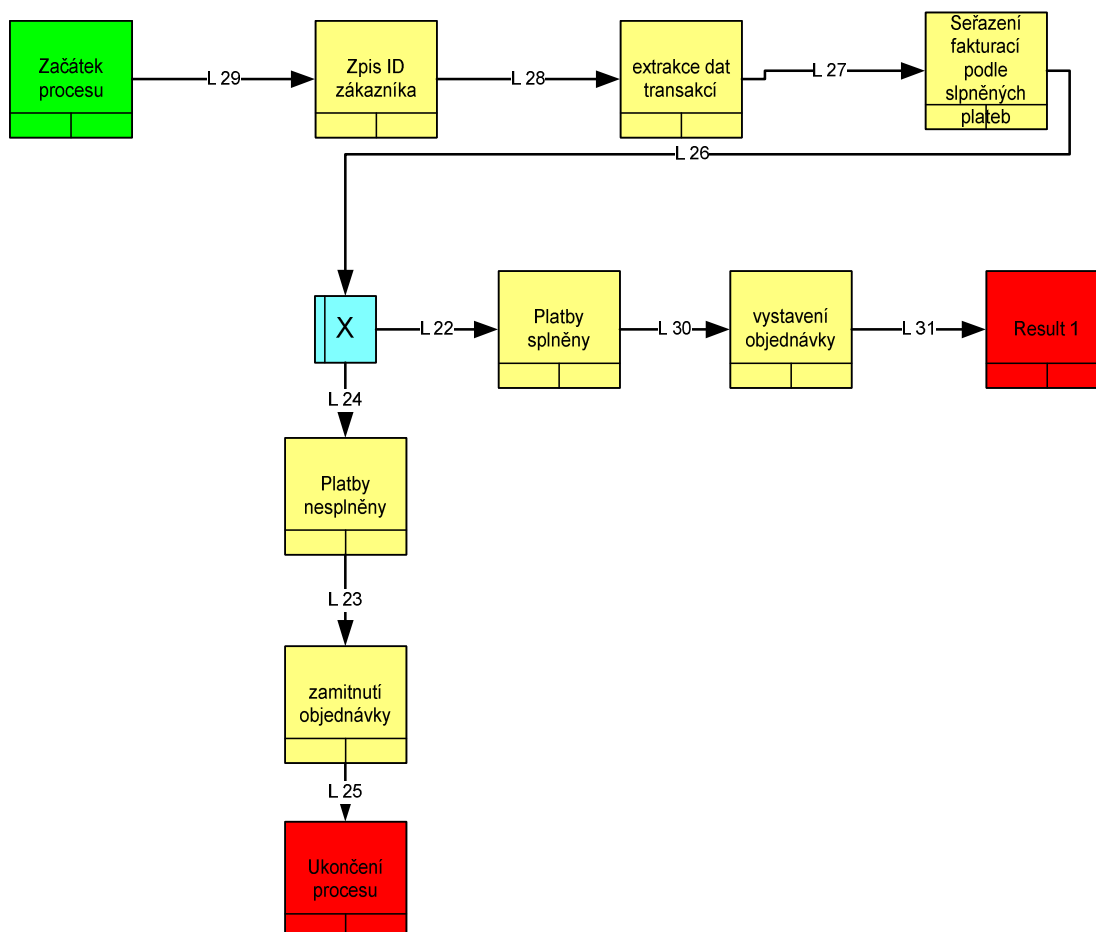 Začátek
procesu
L 29
Zpis ID
zákazníka
L 28
extrakce dat
transakcí
L 27
Seřazení
fakturací
podle
slpněných
plateb
L 26
X
L 22
Platby
splněny
L 30
vystavení
objednávky
L 31
Result 1
L 24
Platby
nesplněny
L 23
zamitnutí
objednávky
L 25
Ukončení
procesu